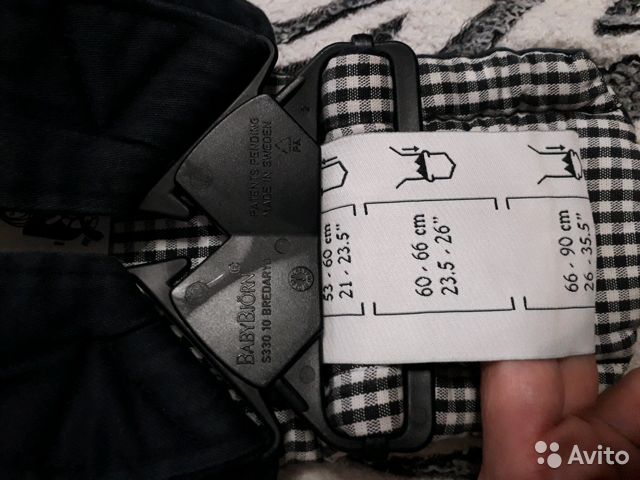 PATENTS PENDING
MADE IN SWEDEN
PA
BABYBJÖRN
S330 10 BREDARYD
53 - 60 cm
21 - 23.5"
60 - 66 cm
23.5 - 26"
66 - 90 cm
26 - 35.5"
Avito